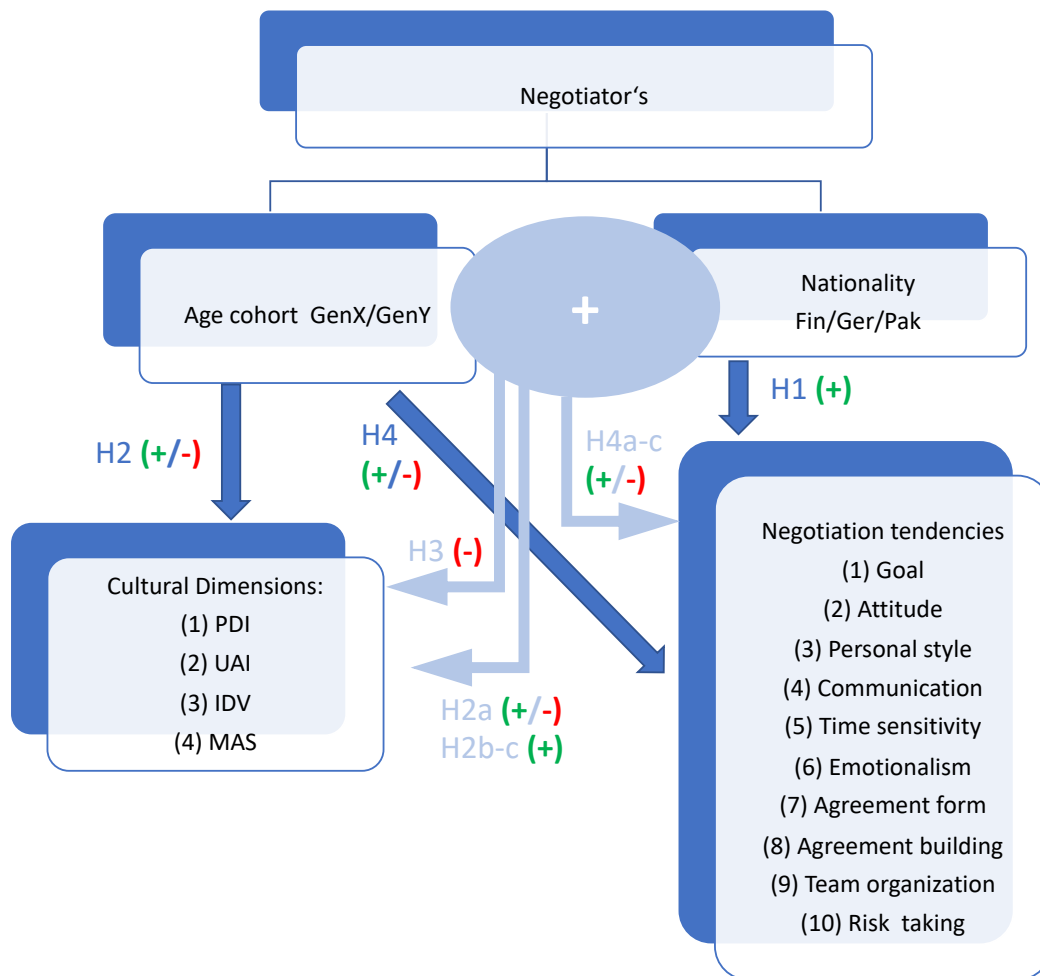 Negotiator‘s
Age cohort  GenX/GenY
+
Nationality
Fin/Ger/Pak
H1 (+)
H2 (+/-)
H4
(+/-)
H4a-c
(+/-)
H3 (-)
H2a (+/-)
H2b-c (+)
Cultural Dimensions:
(1) PDI
(2) UAI
(3) IDV
(4) MAS
Negotiation tendencies
(1) Goal
(2) Attitude
(3) Personal style
(4) Communication
(5) Time sensitivity
(6) Emotionalism
(7) Agreement form
(8) Agreement building
(9) Team organization
(10) Risk  taking